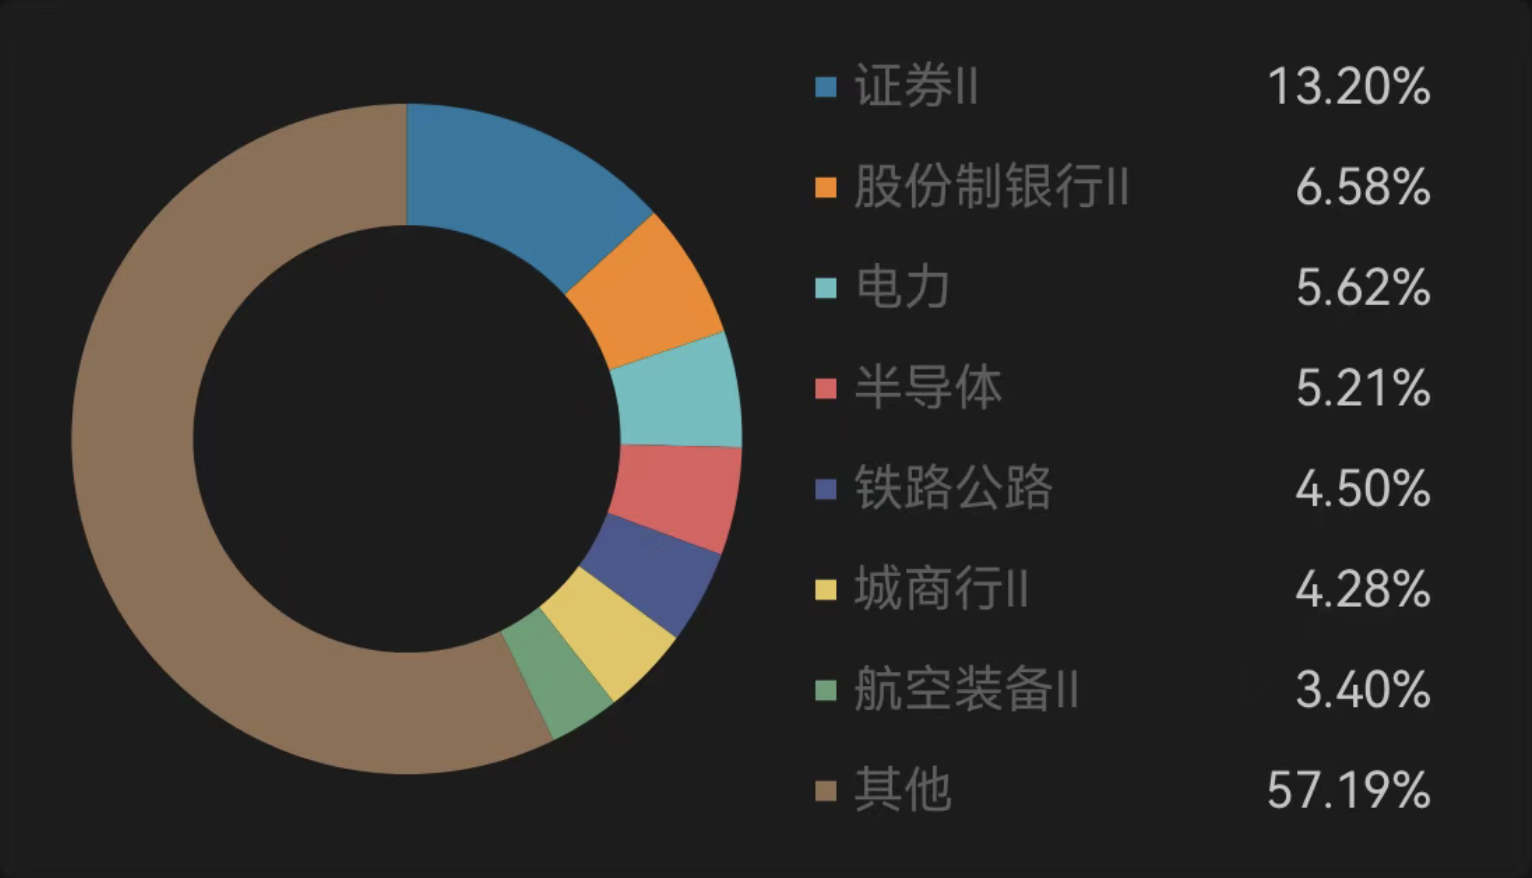 证券II 13.20%
股份制银行II 6.58%
电力 5.62%
半导体 5.21%
铁路公路 4.50%
城商行II 4.28%
航空装备II 3.40%
其他 57.19%